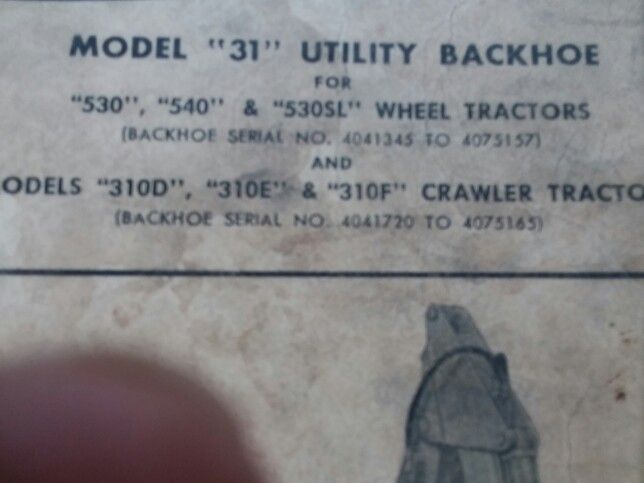 MODEL "31" UTILITY BACKHOE
FOR
"530", "540" & "530SL" WHEEL TRACTORS
(BACKHOE SERIAL NO. 4041345 TO 4075157)
AND
ODELS "310D", "310E" & "310F" CRAWLER TRACTO
(BACKHOE SERIAL NO. 4041720 TO 4075165)